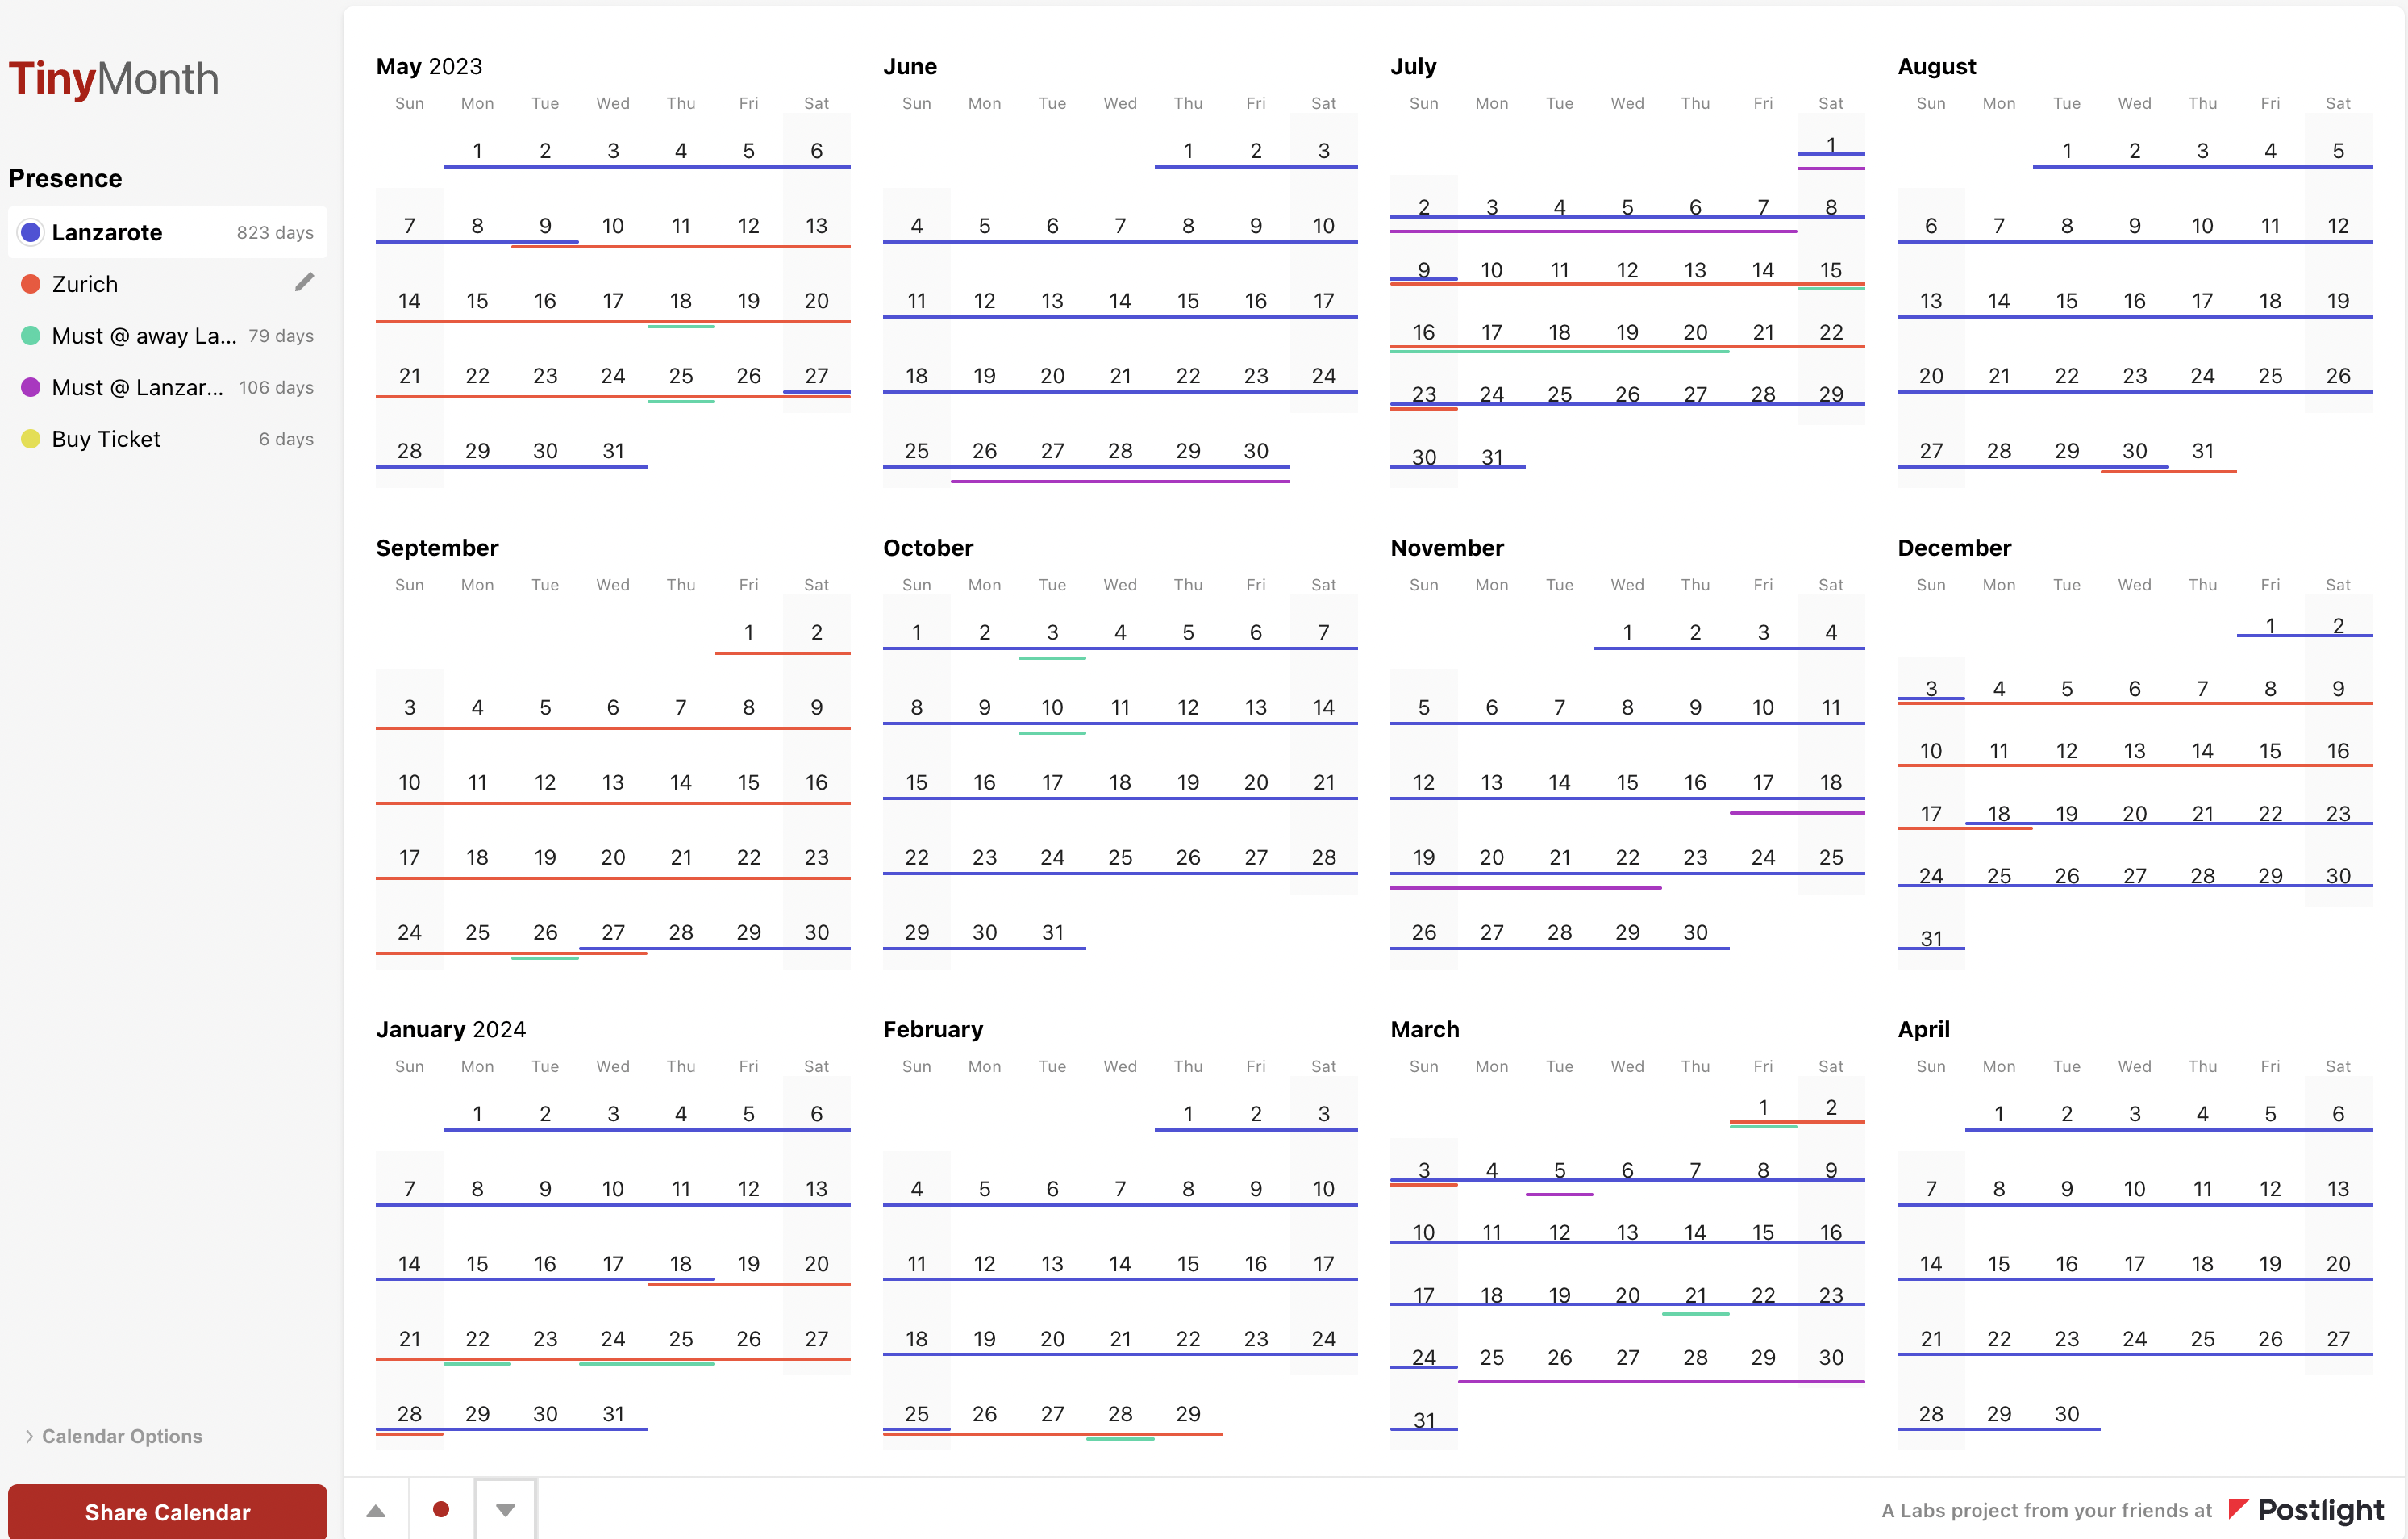 TinyMonth
Presence
Lanzarote 823 days
Zurich
Must @ away La... 79 days
Must @ Lanzar... 106 days
Buy Ticket 6 days
Calendar Options
Share Calendar
May 2023
Sun Mon Tue Wed Thu Fri Sat
1 2 3 4 5 6
7 8 9 10 11 12 13
14 15 16 17 18 19 20
21 22 23 24 25 26 27
28 29 30 31
June
Sun Mon Tue Wed Thu Fri Sat
1 2 3
4 5 6 7 8 9 10
11 12 13 14 15 16 17
18 19 20 21 22 23 24
25 26 27 28 29 30
July
Sun Mon Tue Wed Thu Fri Sat
1
2 3 4 5 6 7 8
9 10 11 12 13 14 15
16 17 18 19 20 21 22
23 24 25 26 27 28 29
30 31
August
Sun Mon Tue Wed Thu Fri Sat
1 2 3 4 5
6 7 8 9 10 11 12
13 14 15 16 17 18 19
20 21 22 23 24 25 26
27 28 29 30 31
September
Sun Mon Tue Wed Thu Fri Sat
1 2
3 4 5 6 7 8 9
10 11 12 13 14 15 16
17 18 19 20 21 22 23
24 25 26 27 28 29 30
October
Sun Mon Tue Wed Thu Fri Sat
1 2 3 4 5 6 7
8 9 10 11 12 13 14
15 16 17 18 19 20 21
22 23 24 25 26 27 28
29 30 31
November
Sun Mon Tue Wed Thu Fri Sat
1 2 3 4
5 6 7 8 9 10 11
12 13 14 15 16 17 18
19 20 21 22 23 24 25
26 27 28 29 30
December
Sun Mon Tue Wed Thu Fri Sat
1 2
3 4 5 6 7 8 9
10 11 12 13 14 15 16
17 18 19 20 21 22 23
24 25 26 27 28 29 30
31
January 2024
Sun Mon Tue Wed Thu Fri Sat
1 2 3 4 5 6
7 8 9 10 11 12 13
14 15 16 17 18 19 20
21 22 23 24 25 26 27
28 29 30 31
February
Sun Mon Tue Wed Thu Fri Sat
1 2 3
4 5 6 7 8 9 10
11 12 13 14 15 16 17
18 19 20 21 22 23 24
25 26 27 28 29
March
Sun Mon Tue Wed Thu Fri Sat
1 2
3 4 5 6 7 8 9
10 11 12 13 14 15 16
17 18 19 20 21 22 23
24 25 26 27 28 29 30
31
April
Sun Mon Tue Wed Thu Fri Sat
1 2 3 4 5 6
7 8 9 10 11 12 13
14 15 16 17 18 19 20
21 22 23 24 25 26 27
28 29 30
A Labs project from your friends at Postlight